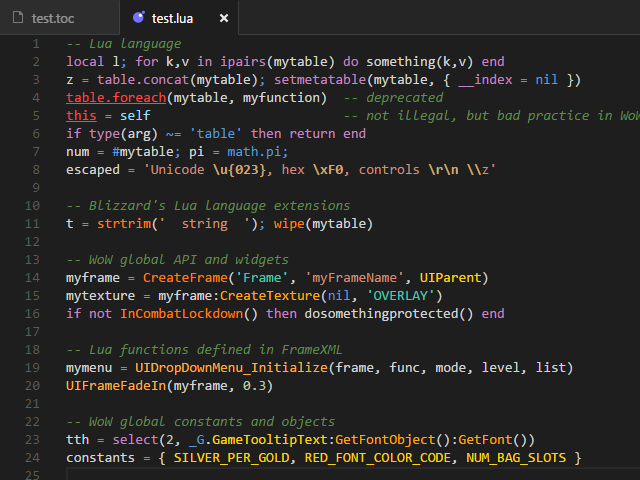 test.toc test.lua ×
1 -- Lua language
2 local l; for k,v in ipairs(mytable) do something(k,v) end
3 z = table.concat(mytable); setmetatable(mytable, { __index = nil })
4 table.foreach(mytable, myfunction)  -- deprecated
5 this = self                        -- not illegal, but bad practice in WoW
6 if type(arg) ~= 'table' then return end
7 num = #mytable; pi = math.pi;
8 escaped = 'Unicode \u{023}, hex \xF0, controls \r\n \\z'
9
10 -- Blizzard's Lua language extensions
11 t = strtrim('  string  '); wipe(mytable)
12
13 -- WoW global API and widgets
14 myframe = CreateFrame('Frame', 'myFrameName', UIParent)
15 mytexture = myframe:CreateTexture(nil, 'OVERLAY')
16 if not InCombatLockdown() then dosomethingprotected() end
17
18 -- Lua functions defined in FrameXML
19 mymenu = UIDropDownMenu_Initialize(frame, func, mode, level, list)
20 UIFrameFadeIn(myframe, 0.3)
21
22 -- WoW global constants and objects
23 tth = select(2, _G.GameTooltipText:GetFontObject():GetFont())
24 constants = { SILVER_PER_GOLD, RED_FONT_COLOR_CODE, NUM_BAG_SLOTS }
25